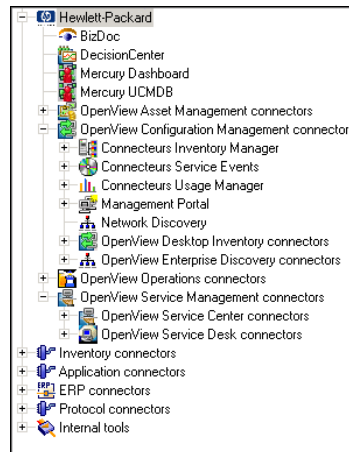 Hewlett-Packard
BizDoc
DecisionCenter
Mercury Dashboard
Mercury UCMDB
OpenView Asset Management connectors
OpenView Configuration Management connector
Connecteurs Inventory Manager
Connecteurs Service Events
Connecteurs Usage Manager
Management Portal
Network Discovery
OpenView Desktop Inventory connectors
OpenView Enterprise Discovery connectors
OpenView Operations connectors
OpenView Service Management connectors
OpenView Service Center connectors
OpenView Service Desk connectors
Inventory connectors
Application connectors
ERP connectors
Protocol connectors
Internal tools